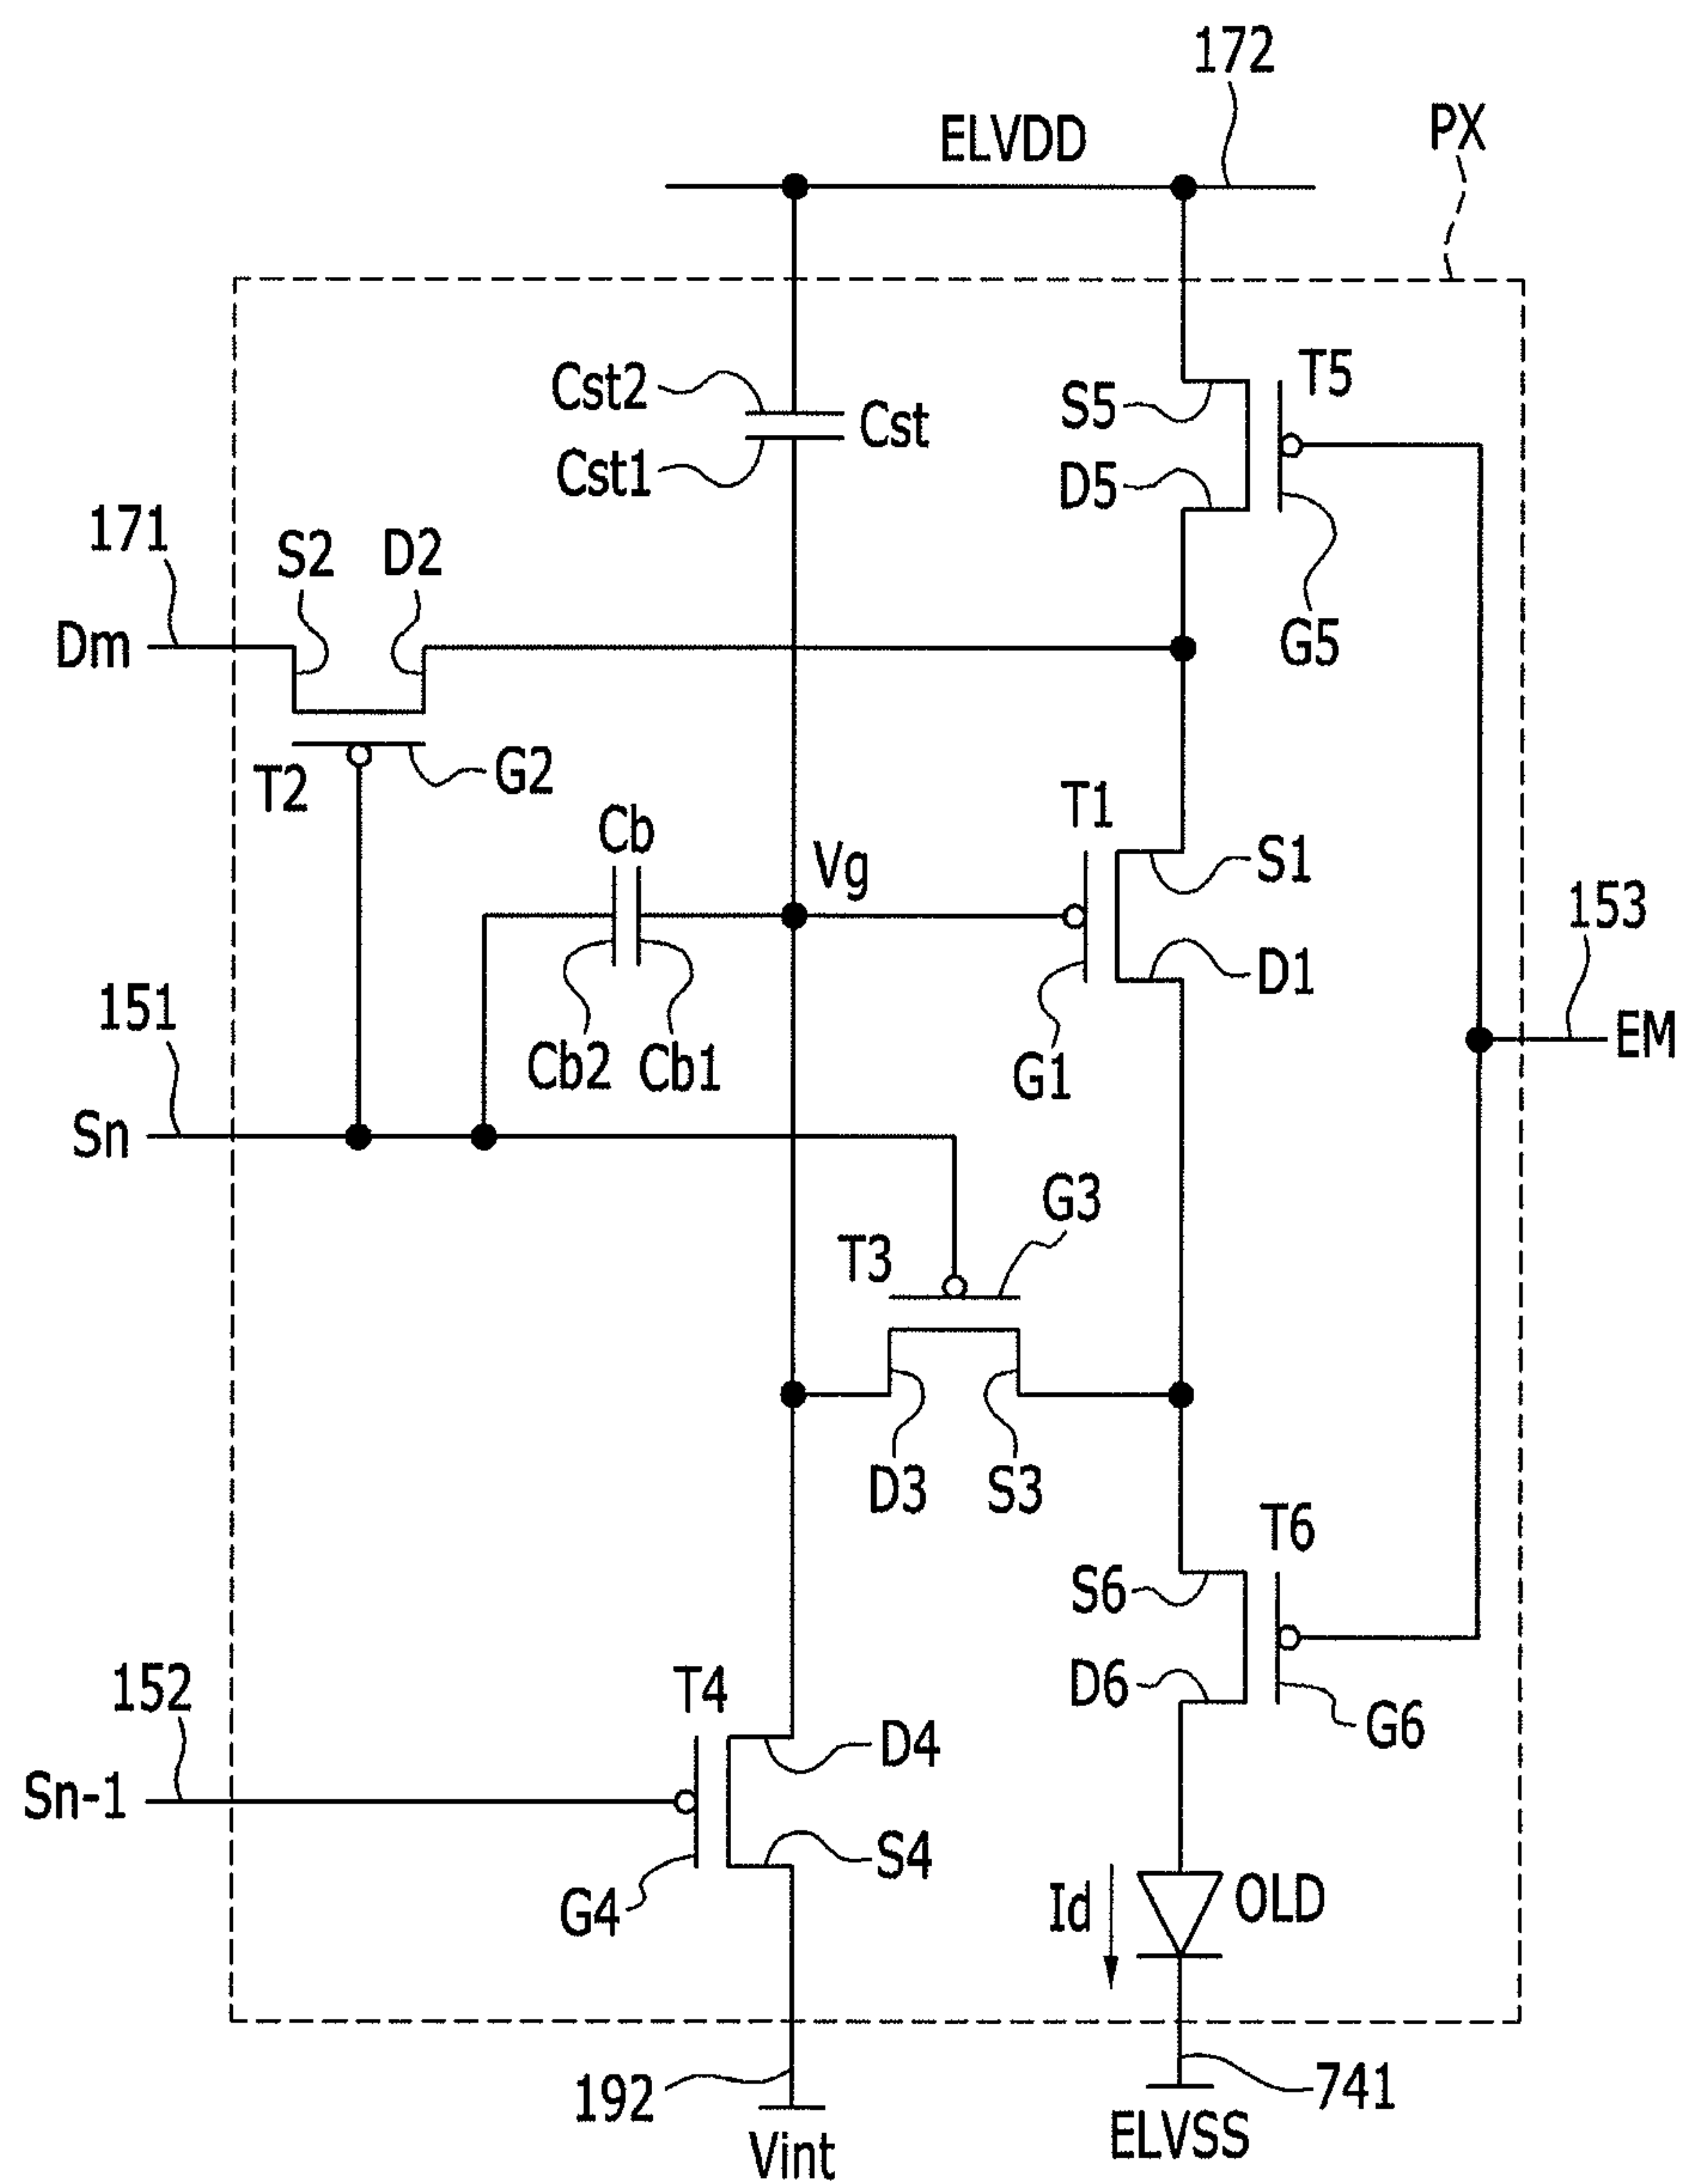 172
ELVDD
PX
Cst2
Cst
Cst1
T5
S5
D5
G5
171
S2
D2
Dm
T2
G2
Cb
Vg
T1
S1
D1
G1
153
EM
151
Cb2
Cb1
Sn
G3
T3
D3
S3
T6
S6
D6
G6
152
T4
D4
Sn-1
S4
G4
Id
OLD
192
741
Vint
ELVSS